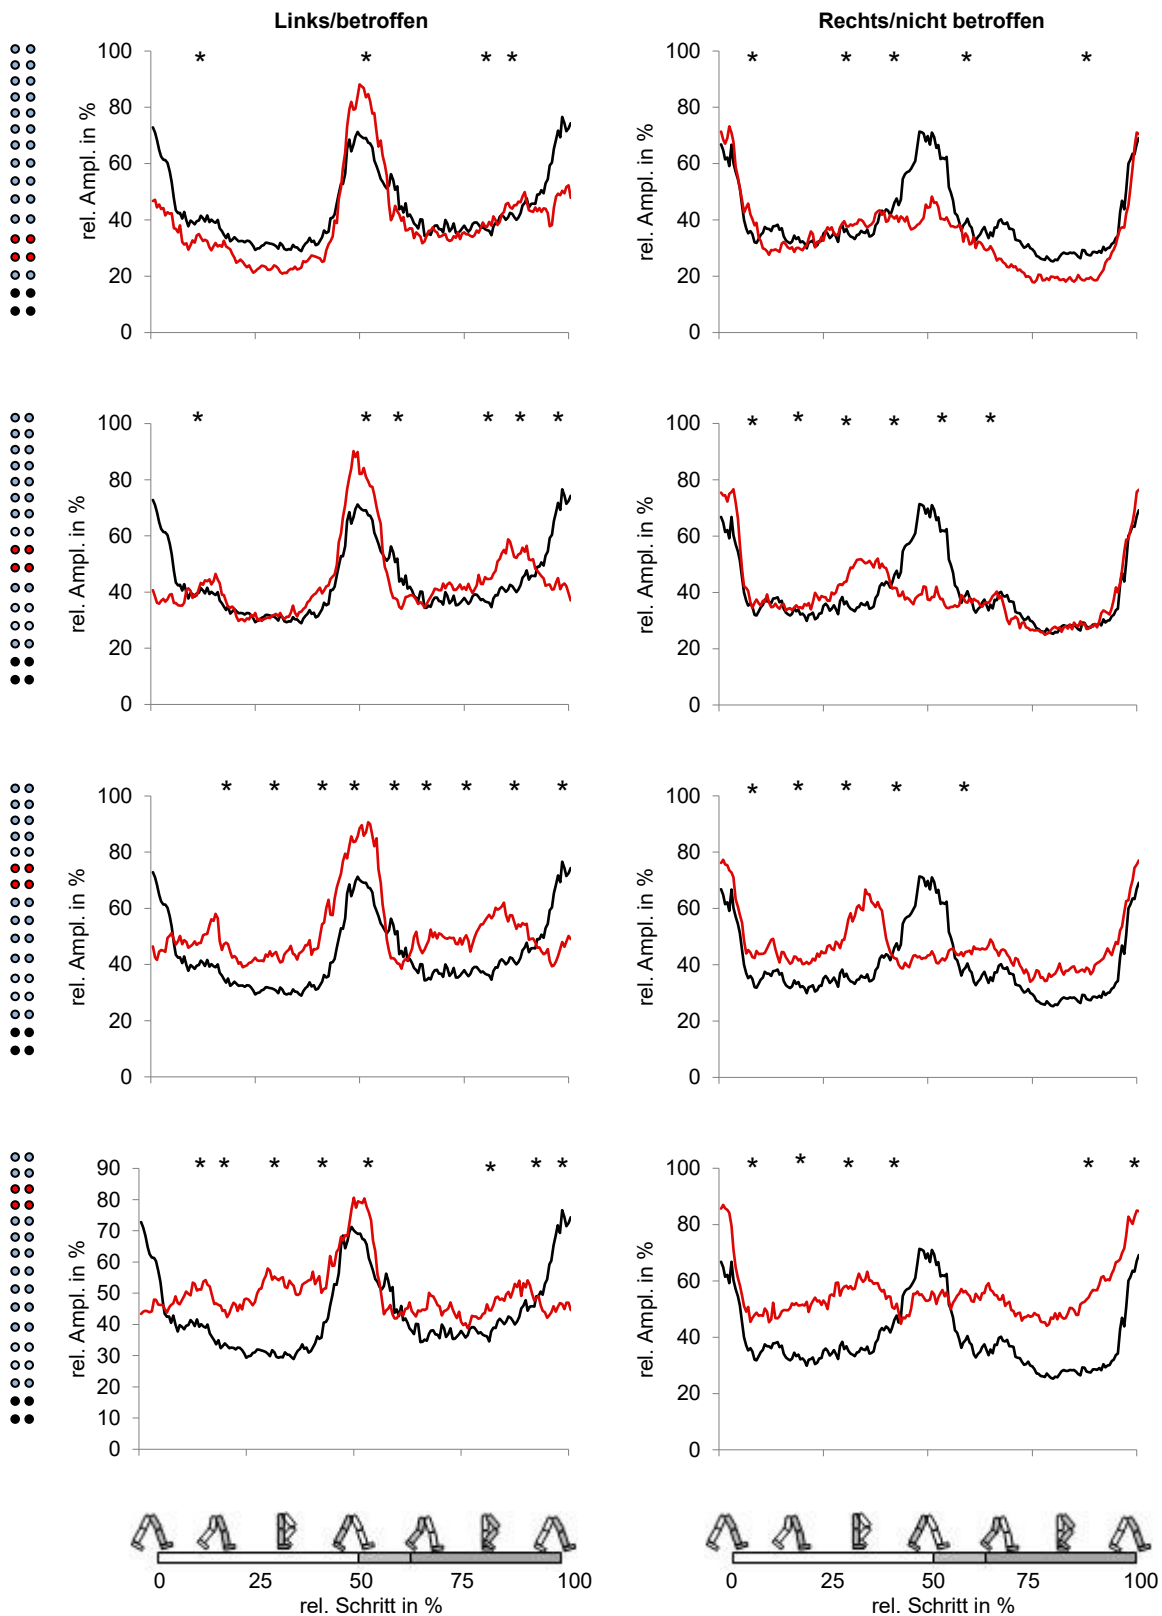 Links/betroffen
Rechts/nicht betroffen
rel. Ampl. in %
100
80
60
40
20
0
* * * *
rel. Ampl. in %
100
80
60
40
20
0
* * * * *
rel. Ampl. in %
100
80
60
40
20
0
* * * * * *
rel. Ampl. in %
100
80
60
40
20
0
* * * * * *
rel. Ampl. in %
100
80
60
40
20
0
* * * * * * * * *
rel. Ampl. in %
100
80
60
40
20
0
* * * * *
rel. Ampl. in %
90
80
70
60
50
40
30
20
10
0
* * * * * * * *
rel. Ampl. in %
100
80
60
40
20
0
* * * * * *
0 25 50 75 100
rel. Schritt in %
0 25 50 75 100
rel. Schritt in %